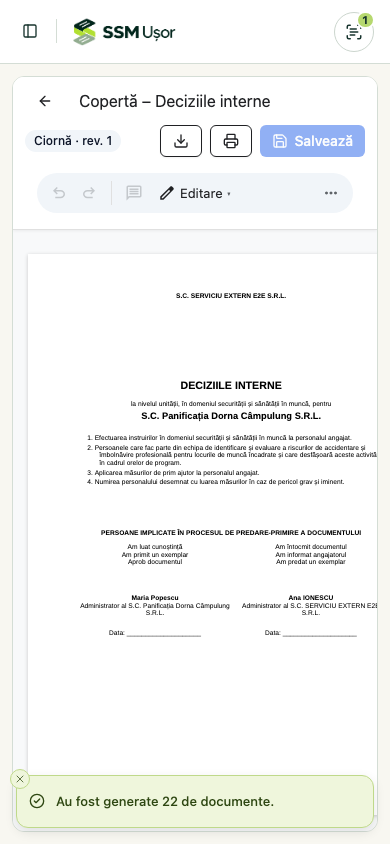 SSM Ușor
1
Copertă – Deciziile interne
Ciornă · rev. 1
Salvează
Editare
S.C. SERVICIU EXTERN E2E S.R.L.
DECIZIILE INTERNE
la nivelul unității, în domeniul securității și sănătății în muncă, pentru
S.C. Panificația Dorna Câmpulung S.R.L.
1. Efectuarea instruirilor în domeniul securității și sănătății în muncă la personalul angajat.
2. Persoanele care fac parte din echipa de identificare și evaluare a riscurilor de accidentare și
îmbolnăvire profesională pentru locurile de muncă încadrate și care desfășoară aceste activită
în cadrul orelor de program.
3. Aplicarea măsurilor de prim ajutor la personalul angajat.
4. Numirea personalului desemnat cu luarea măsurilor în caz de pericol grav și iminent.
PERSOANE IMPLICATE ÎN PROCESUL DE PREDARE-PRIMIRE A DOCUMENTULUI
Am luat cunoștință
Am primit un exemplar
Aprob documentul
Am întocmit documentul
Am informat angajatorul
Am predat un exemplar
Maria Popescu
Administrator al S.C. Panificația Dorna Câmpulung
S.R.L.
Ana IONESCU
Administrator al S.C. SERVICIU EXTERN E2E
S.R.L.
Data: ____________________
Data: ____________________
Au fost generate 22 de documente.